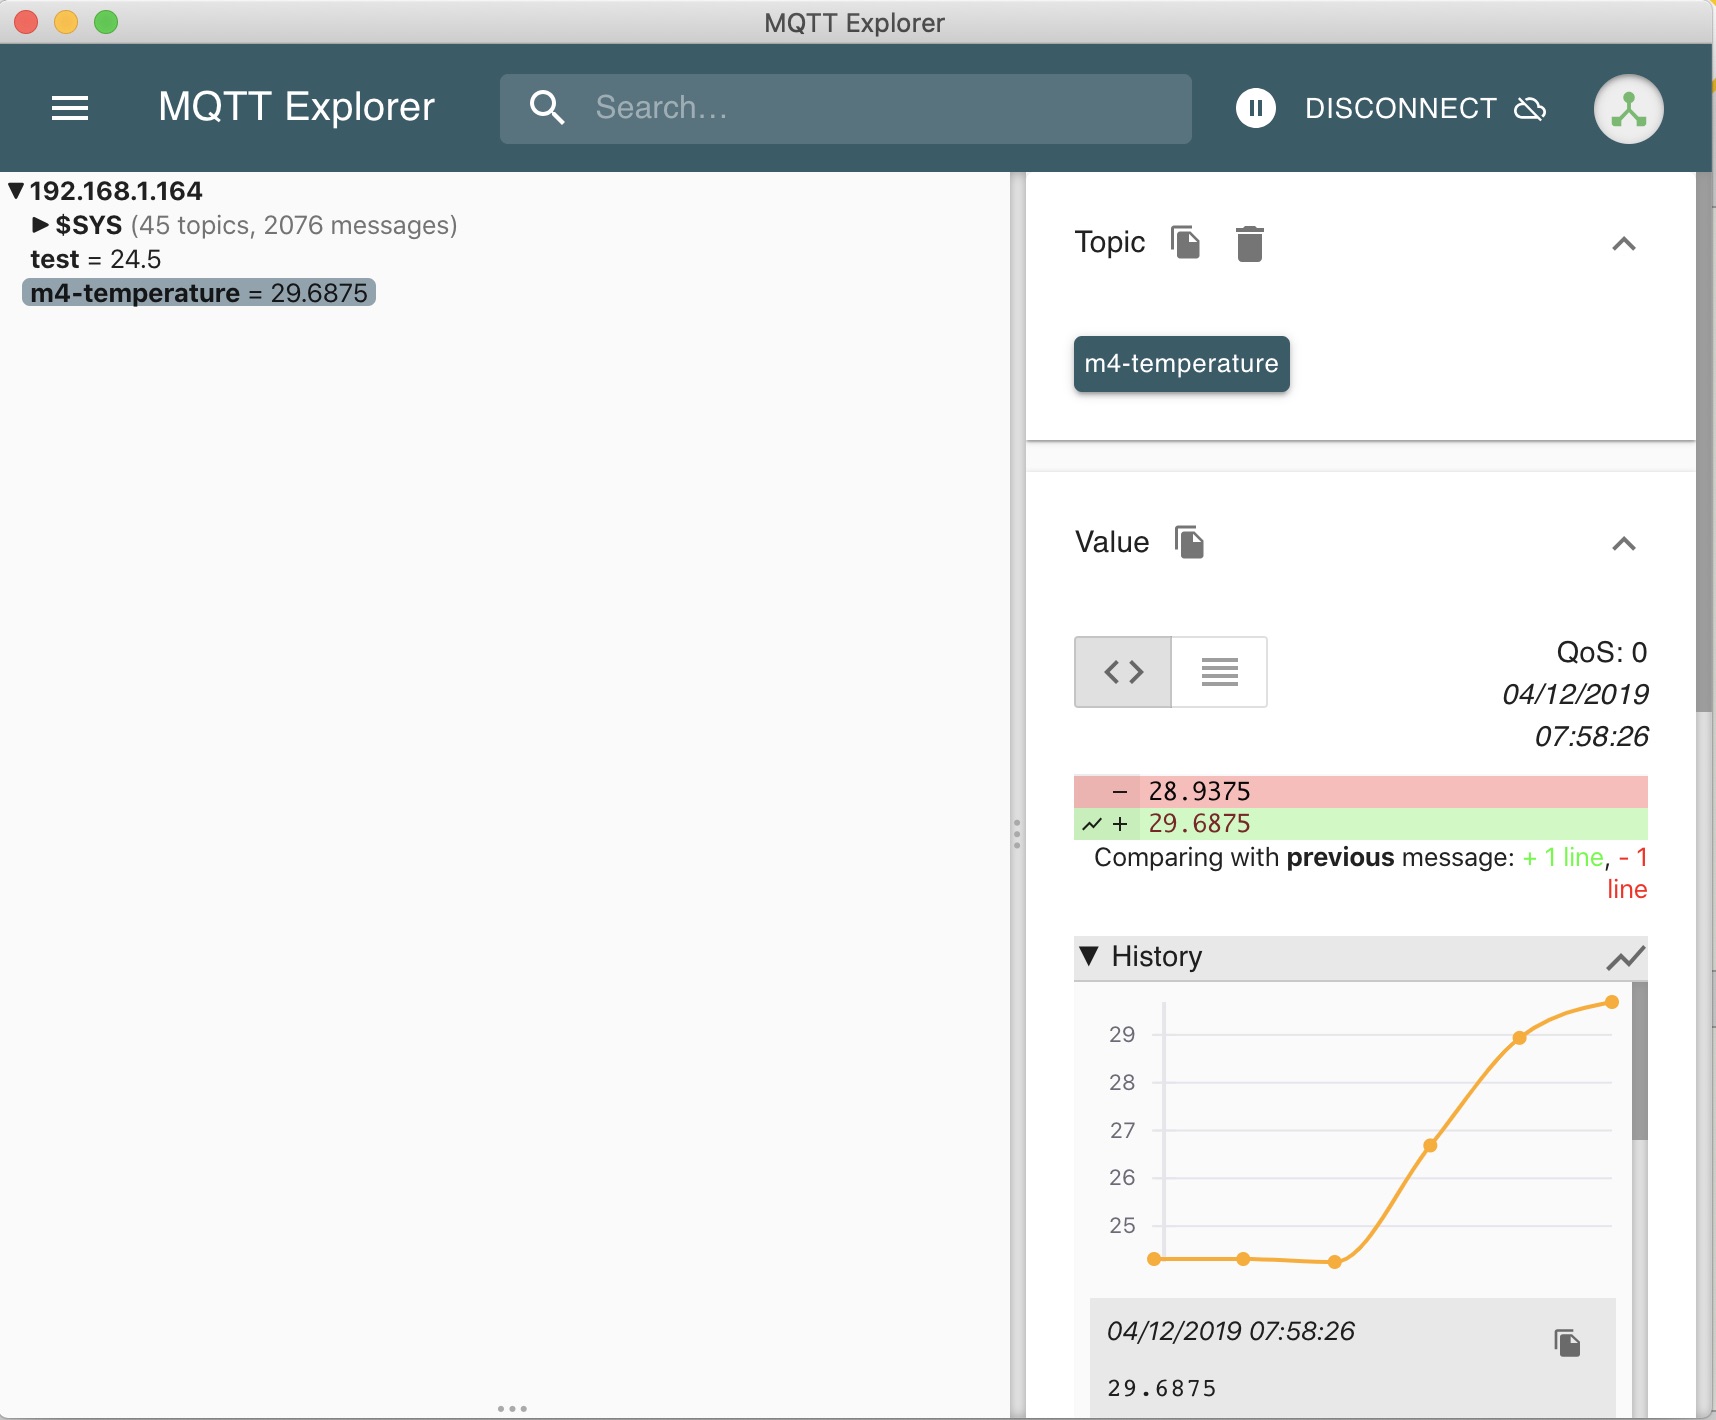 MQTT Explorer
MQTT Explorer
Search...
DISCONNECT
192.168.1.164
$SYS (45 topics, 2076 messages)
test = 24.5
m4-temperature = 29.6875
Topic
m4-temperature
Value
QoS: 0
04/12/2019
07:58:26
- 28.9375
+ 29.6875
Comparing with previous message: + 1 line, - 1
line
History
29
28
27
26
25
04/12/2019 07:58:26
29.6875